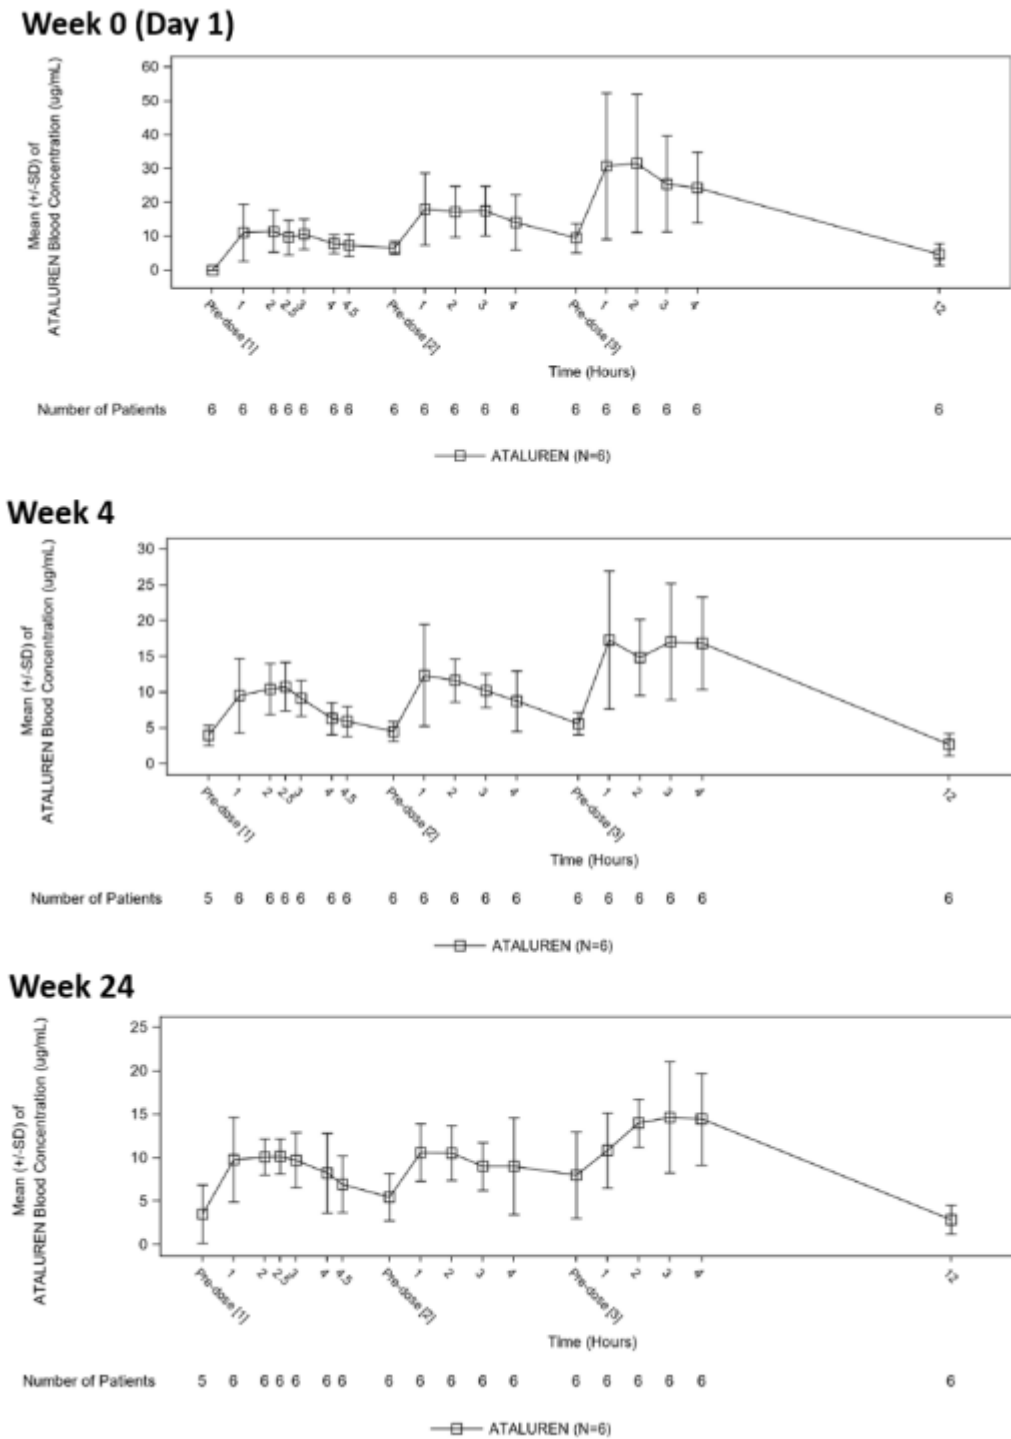 Week 0 (Day 1)
Mean (+/-SD) of
ATALUREN Blood Concentration (ug/mL)
60
50
40
30
20
10
0
Pre-dose [1] 1 2 2.5 3 4 4.5 Pre-dose [2] 1 2 3 4 Pre-dose [3] 1 2 3 4 12
Time (Hours)
Number of Patients 6 6 6 6 6 6 6 6 6 6 6 6 6 6 6 6 6 6
ATALUREN (N=6)
Week 4
Mean (+/-SD) of
ATALUREN Blood Concentration (ug/mL)
30
25
20
15
10
5
0
Pre-dose [1] 1 2 2.5 3 4 4.5 Pre-dose [2] 1 2 3 4 Pre-dose [3] 1 2 3 4 12
Time (Hours)
Number of Patients 5 6 6 6 6 6 6 6 6 6 6 6 6 6 6 6 6 6
ATALUREN (N=6)
Week 24
Mean (+/-SD) of
ATALUREN Blood Concentration (ug/mL)
25
20
15
10
5
0
Pre-dose [1] 1 2 2.5 3 4 4.5 Pre-dose [2] 1 2 3 4 Pre-dose [3] 1 2 3 4 12
Time (Hours)
Number of Patients 5 6 6 6 6 6 6 6 6 6 6 6 6 6 6 6 6 6
ATALUREN (N=6)